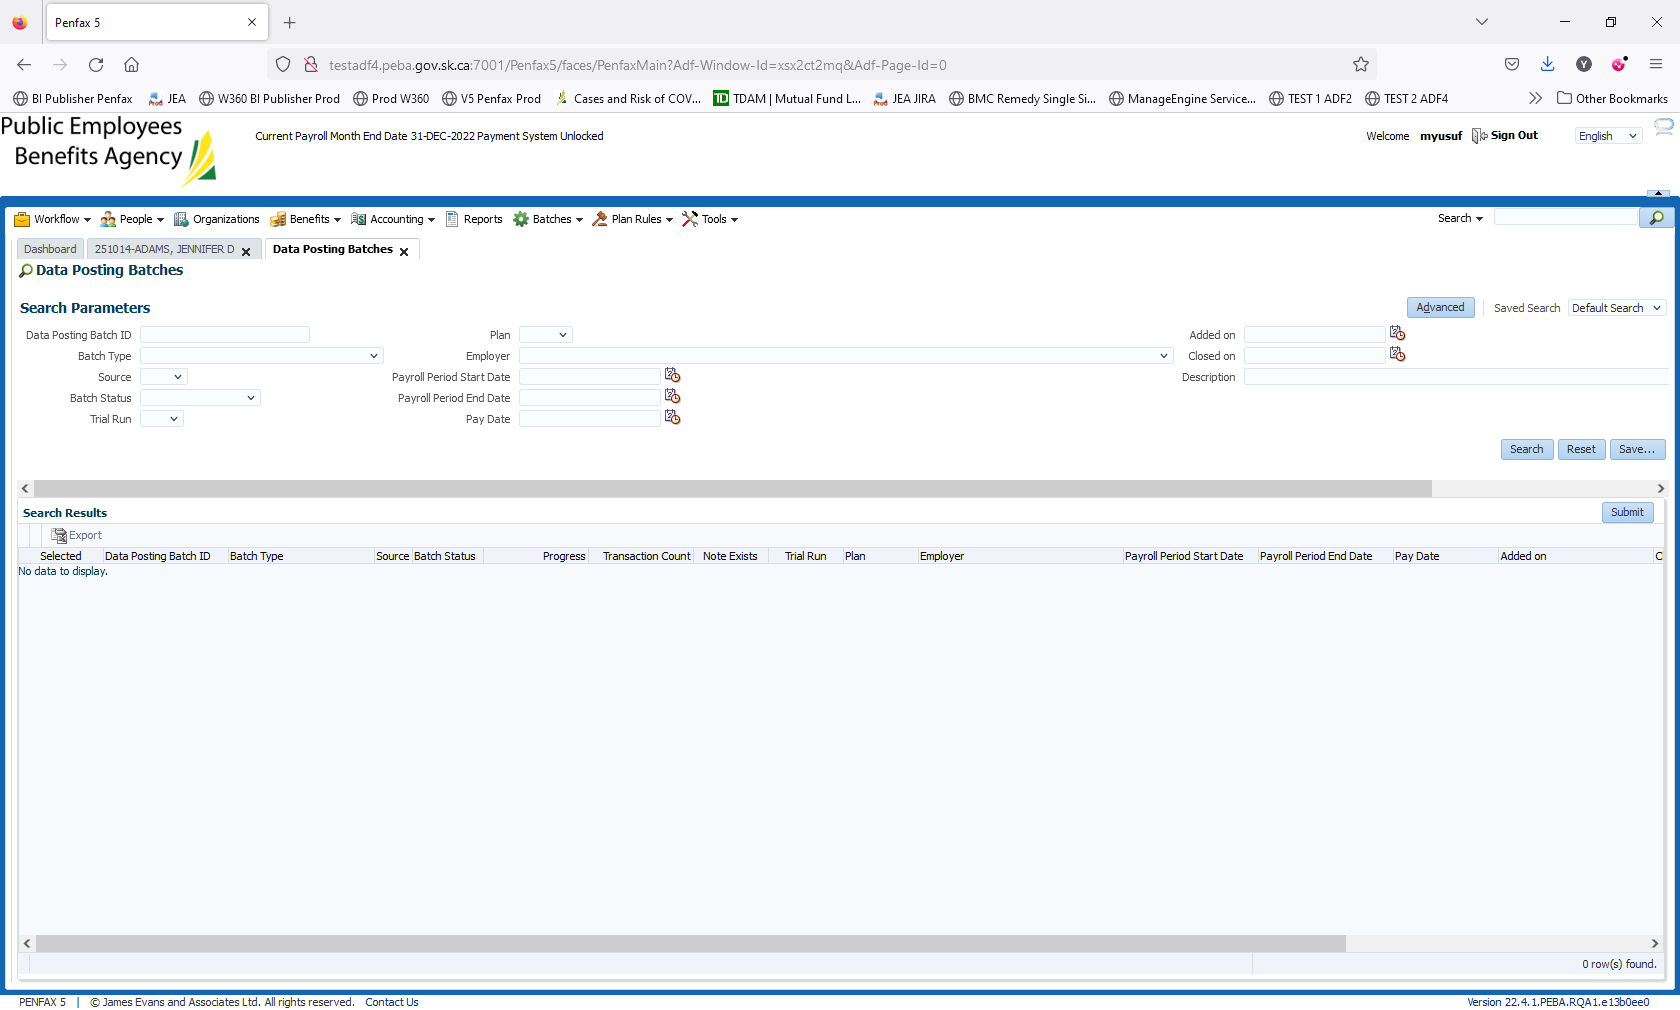 Penfax 5
testadf4.peba.gov.sk.ca:7001/Penfax5/faces/PenfaxMain?Adf-Window-Id=xsx2ct2mq&Adf-Page-Id=0
Y
BI Publisher Penfax JEA W360 BI Publisher Prod Prod W360 V5 Penfax Prod Cases and Risk of COV... TD TDAM | Mutual Fund L... JEA JIRA BMC Remedy Single Si... ManageEngine Service... TEST 1 ADF2 TEST 2 ADF4 Other Bookmarks
Public Employees
Benefits Agency
Current Payroll Month End Date 31-DEC-2022 Payment System Unlocked
Welcome myusuf Sign Out English
Workflow People Organizations Benefits Accounting Reports Batches Plan Rules Tools Search
Dashboard 251014-ADAMS, JENNIFER D Data Posting Batches
Data Posting Batches
Search Parameters Advanced Saved Search Default Search
Data Posting Batch ID Plan Added on
Batch Type Employer Closed on
Source Payroll Period Start Date Description
Batch Status Payroll Period End Date
Trial Run Pay Date
Search Reset Save...
Search Results Submit
Export
Selected Data Posting Batch ID Batch Type Source Batch Status Progress Transaction Count Note Exists Trial Run Plan Employer Payroll Period Start Date Payroll Period End Date Pay Date Added on
No data to display.
0 row(s) found.
PENFAX 5 | © James Evans and Associates Ltd. All rights reserved. Contact Us Version 22.4.1.PEBA.RQA1.e13b0ee0